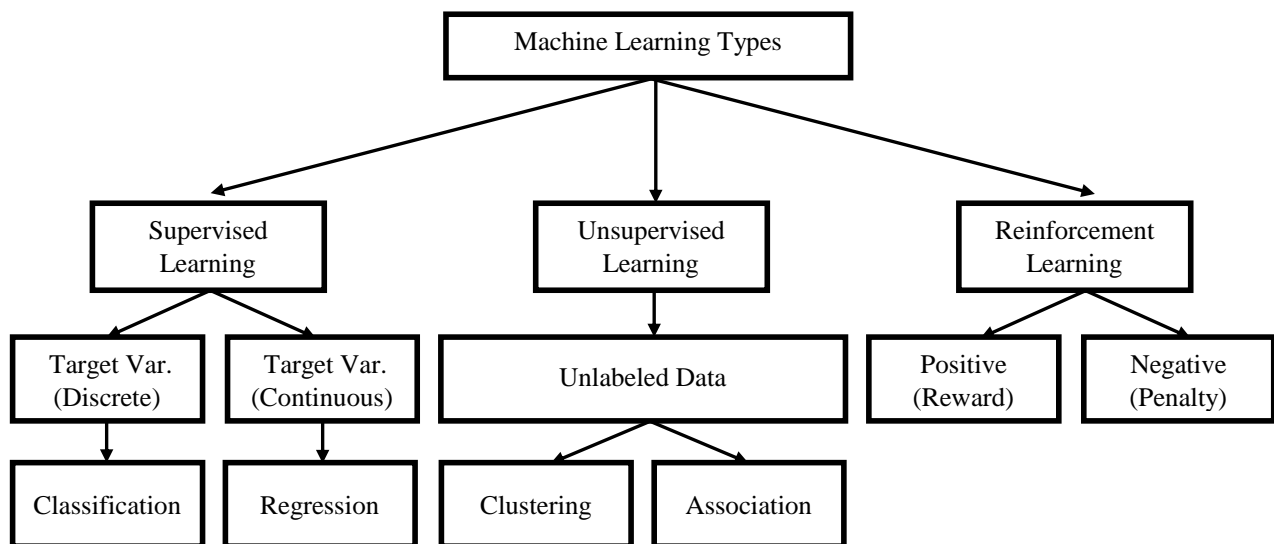 Machine Learning Types
Supervised
Learning
Unsupervised
Learning
Reinforcement
Learning
Target Var.
(Discrete)
Target Var.
(Continuous)
Unlabeled Data
Positive
(Reward)
Negative
(Penalty)
Classification
Regression
Clustering
Association